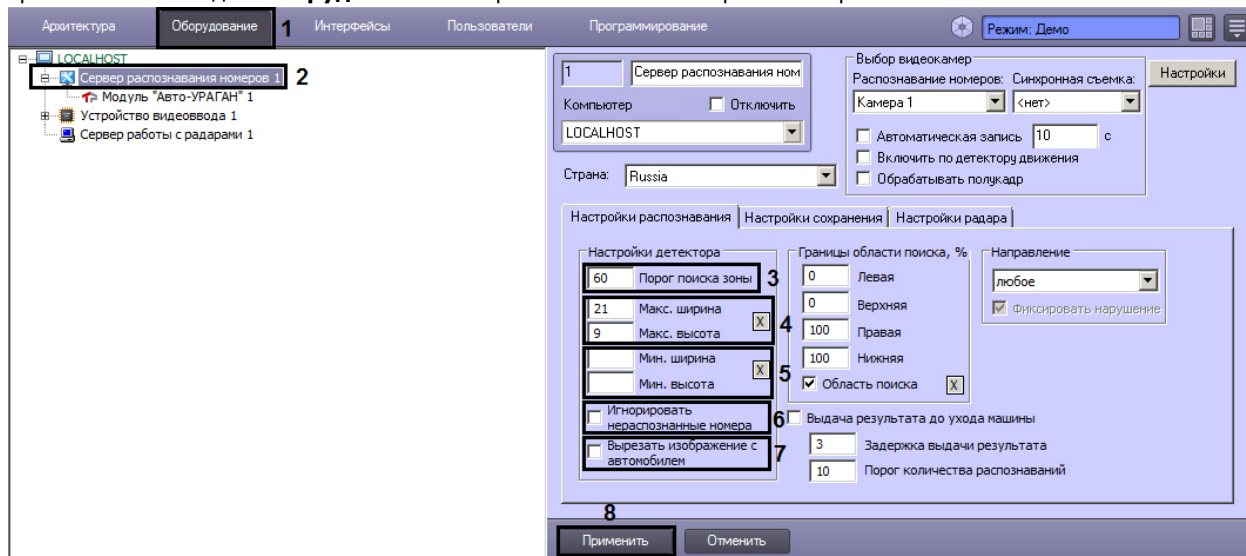 Архитектура Оборудование 1 Интерфейсы Пользователи Программирование Режим: Демо
LOCALHOST
Сервер распознавания номеров 1 2
Модуль "Авто-УРАГАН" 1
Устройство видеоввода 1
Сервер работы с радарами 1
1 Сервер распознавания ном
Компьютер Отключить
LOCALHOST
Страна: Russia
Выбор видеокамер
Распознавание номеров: Синхронная съемка:
Камера 1 <нет>
Автоматическая запись 10 с
Включить по детектору движения
Обрабатывать полукадр
Настройки
Настройки распознавания Настройки сохранения Настройки радара
Настройки детектора
60 Порог поиска зоны 3
21 Макс. ширина
9 Макс. высота
X 4
Мин. ширина
Мин. высота
X 5
Игнорировать
нераспознанные номера 6
Вырезать изображение с
автомобилем 7
Границы области поиска, %
0 Левая
0 Верхняя
100 Правая
100 Нижняя
Область поиска X
Направление
любое
Фиксировать нарушение
Выдача результата до ухода машины
3 Задержка выдачи результата
10 Порог количества распознаваний
8
Применить Отменить